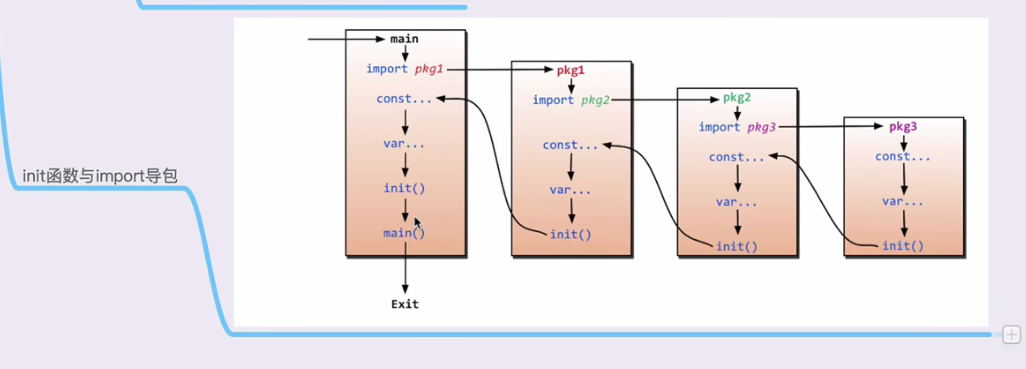 init函数与import导包
main
import pkg1
const...
var...
init()
main()
Exit
pkg1
import pkg2
const...
var...
init()
pkg2
import pkg3
const...
var...
init()
pkg3
const...
var...
init()